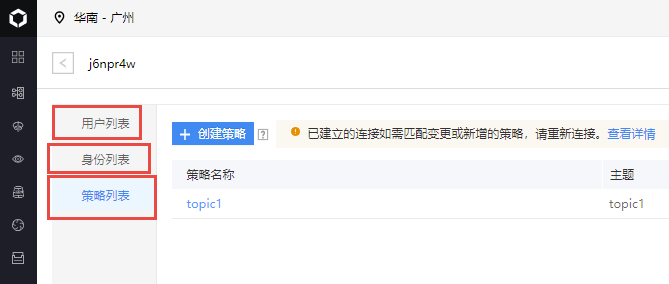 华南 - 广州
j6npr4w
用户列表
身份列表
策略列表
+ 创建策略 ? 已建立的连接如需匹配变更或新增的策略，请重新连接。查看详情
策略名称 主题
topic1 topic1